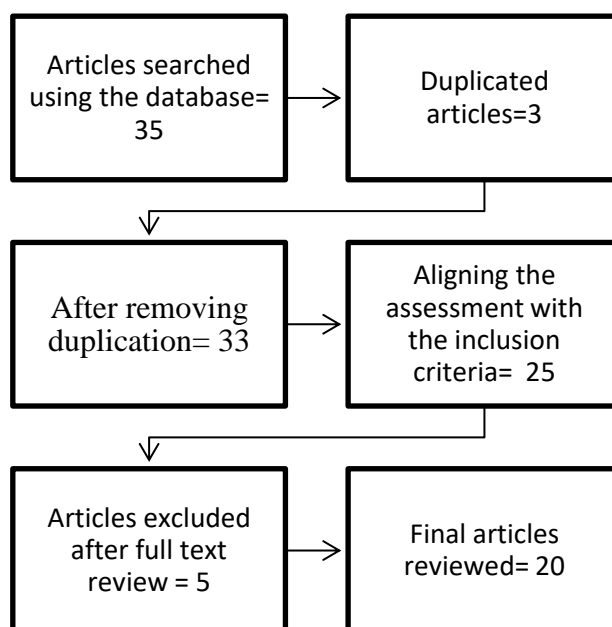 Articles searched
using the database=
35
Duplicated
articles=3
After removing
duplication= 33
Aligning the
assessment with
the inclusion
criteria=  25
Articles excluded
after full text
review = 5
Final articles
reviewed= 20